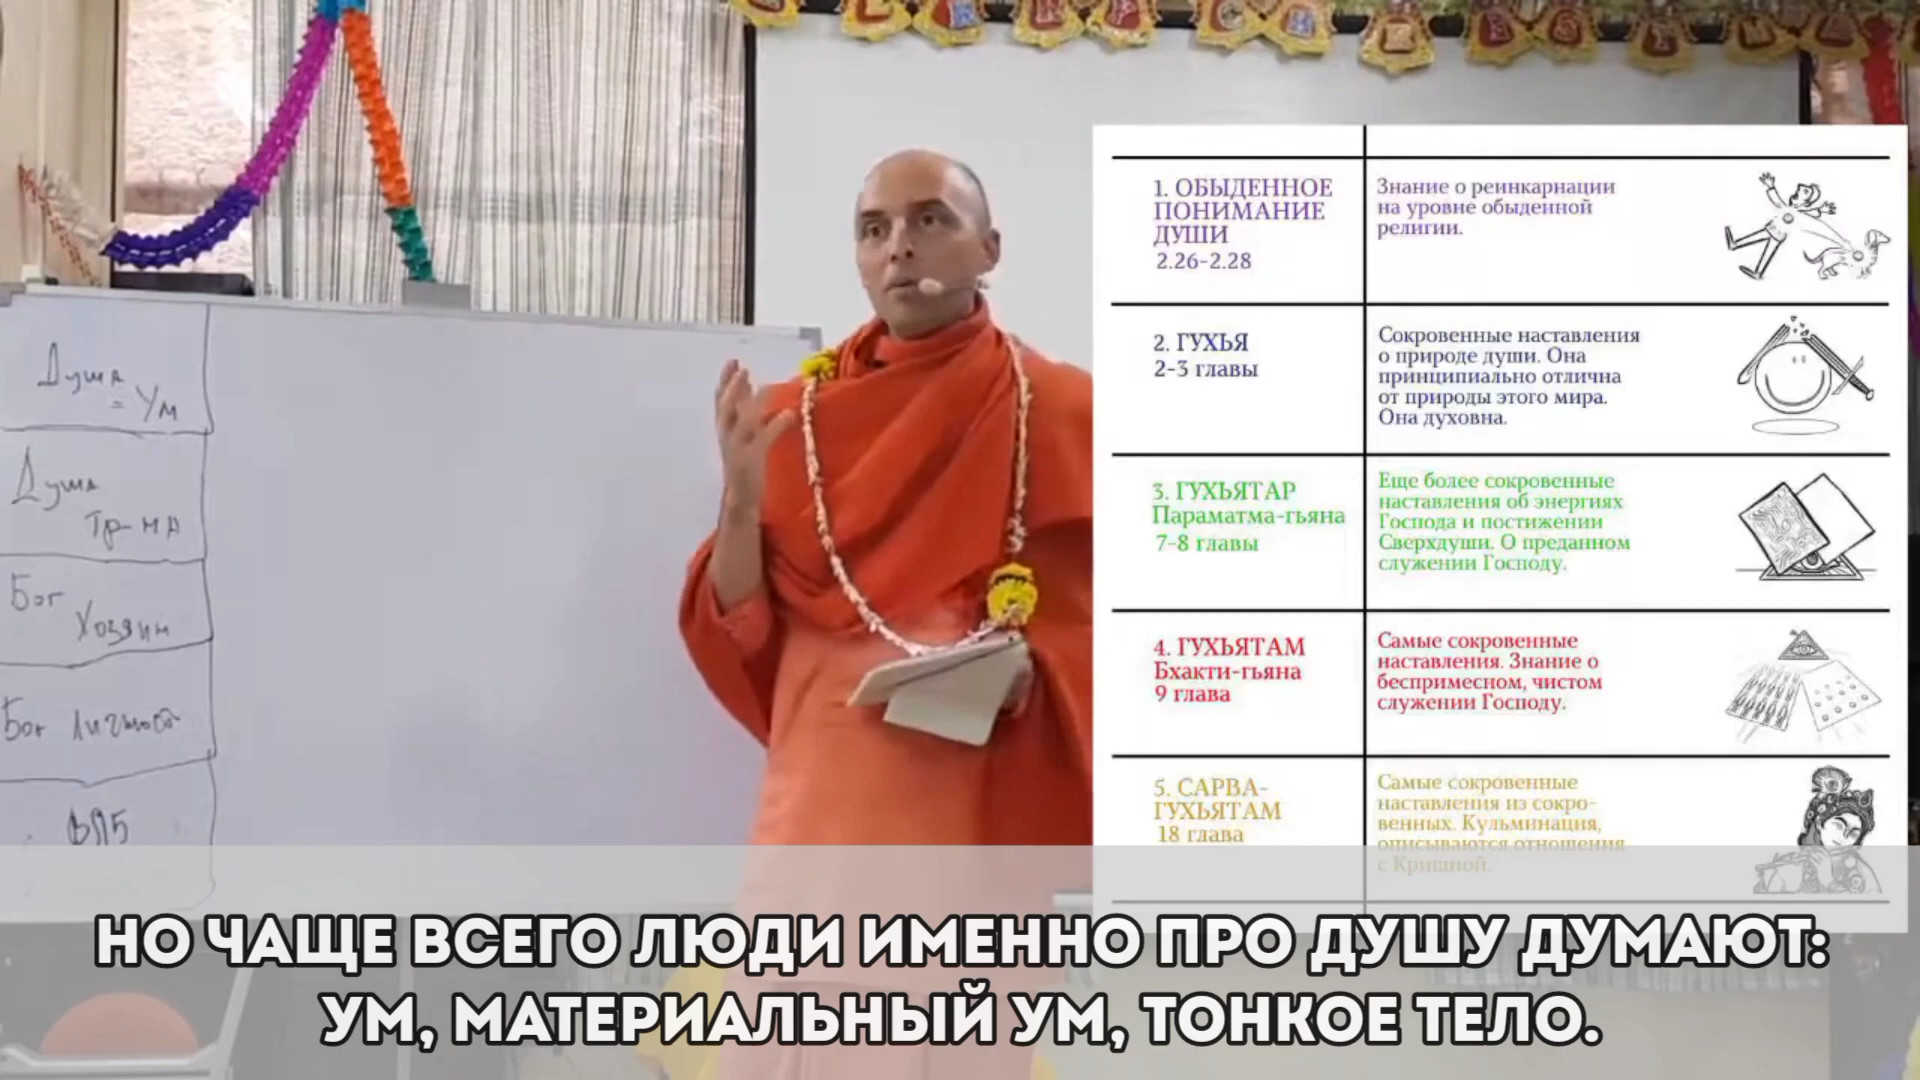 Душа
= Ум
Душа
тр-на
Бог
Хозяин
Бог личность
1. ОБЫДЕННОЕ
ПОНИМАНИЕ
ДУШИ
2.26-2.28
Знание о реинкарнации
на уровне обыденной
религии.
2. ГУХЬЯ
2-3 главы
Сокровенные наставления
о природе души. Она
принципиально отлична
от природы этого мира.
Она духовна.
3. ГУХЬЯТАР
Параматма-гьяна
7-8 главы
Еще более сокровенные
наставления об энергиях
Господа и постижении
Сверхдуши. О преданном
служении Господу.
4. ГУХЬЯТАМ
Бхакти-гьяна
9 глава
Самые сокровенные
наставления. Знание о
беспримесном, чистом
служении Господу.
5. САРВА-
ГУХЬЯТАМ
18 глава
Самые сокровенные
наставления из сокро-
венных. Кульминация,
описываются отношения
с Кришной.
НО ЧАЩЕ ВСЕГО ЛЮДИ ИМЕННО ПРО ДУШУ ДУМАЮТ:
УМ, МАТЕРИАЛЬНЫЙ УМ, ТОНКОЕ ТЕЛО.